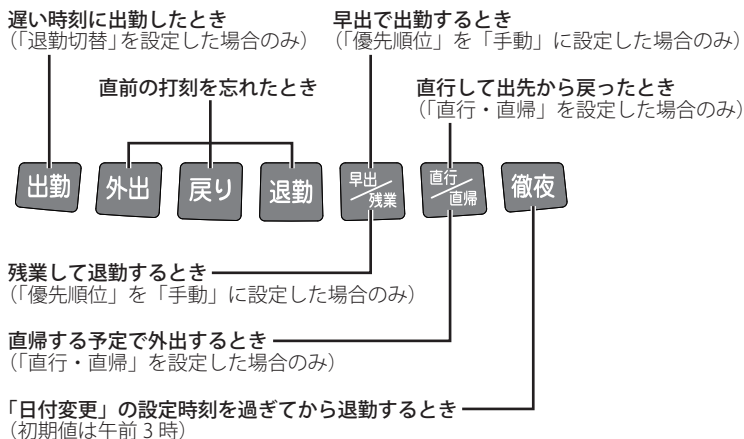 遅い時刻に出勤したとき
(「退勤切替」を設定した場合のみ)
早出で出勤するとき
(「優先順位」を「手動」に設定した場合のみ)
直前の打刻を忘れたとき
直行して出先から戻ったとき
(「直行・直帰」を設定した場合のみ)
出勤
外出
戻り
退勤
早出/残業
直行/直帰
徹夜
残業して退勤するとき
(「優先順位」を「手動」に設定した場合のみ)
直帰する予定で外出するとき
(「直行・直帰」を設定した場合のみ)
「日付変更」の設定時刻を過ぎてから退勤するとき
(初期値は午前 3 時)